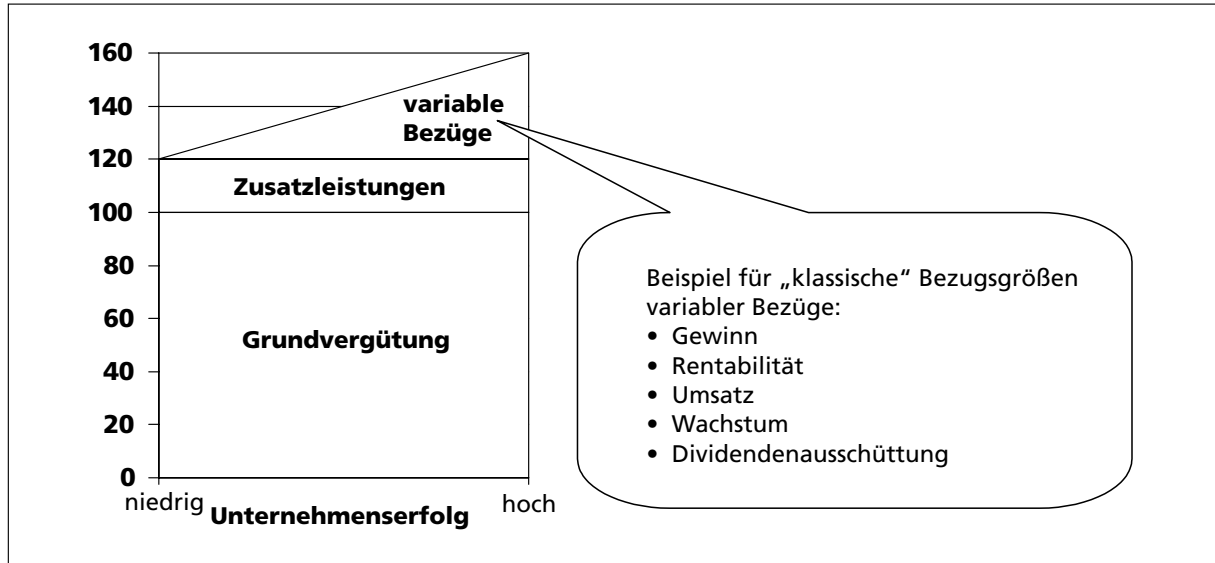 160
140
120
100
80
60
40
20
0
variable
Bezüge
Zusatzleistungen
Grundvergütung
niedrig
hoch
Unternehmenserfolg
Beispiel für „klassische“ Bezugsgrößen
variabler Bezüge:
• Gewinn
• Rentabilität
• Umsatz
• Wachstum
• Dividendenausschüttung